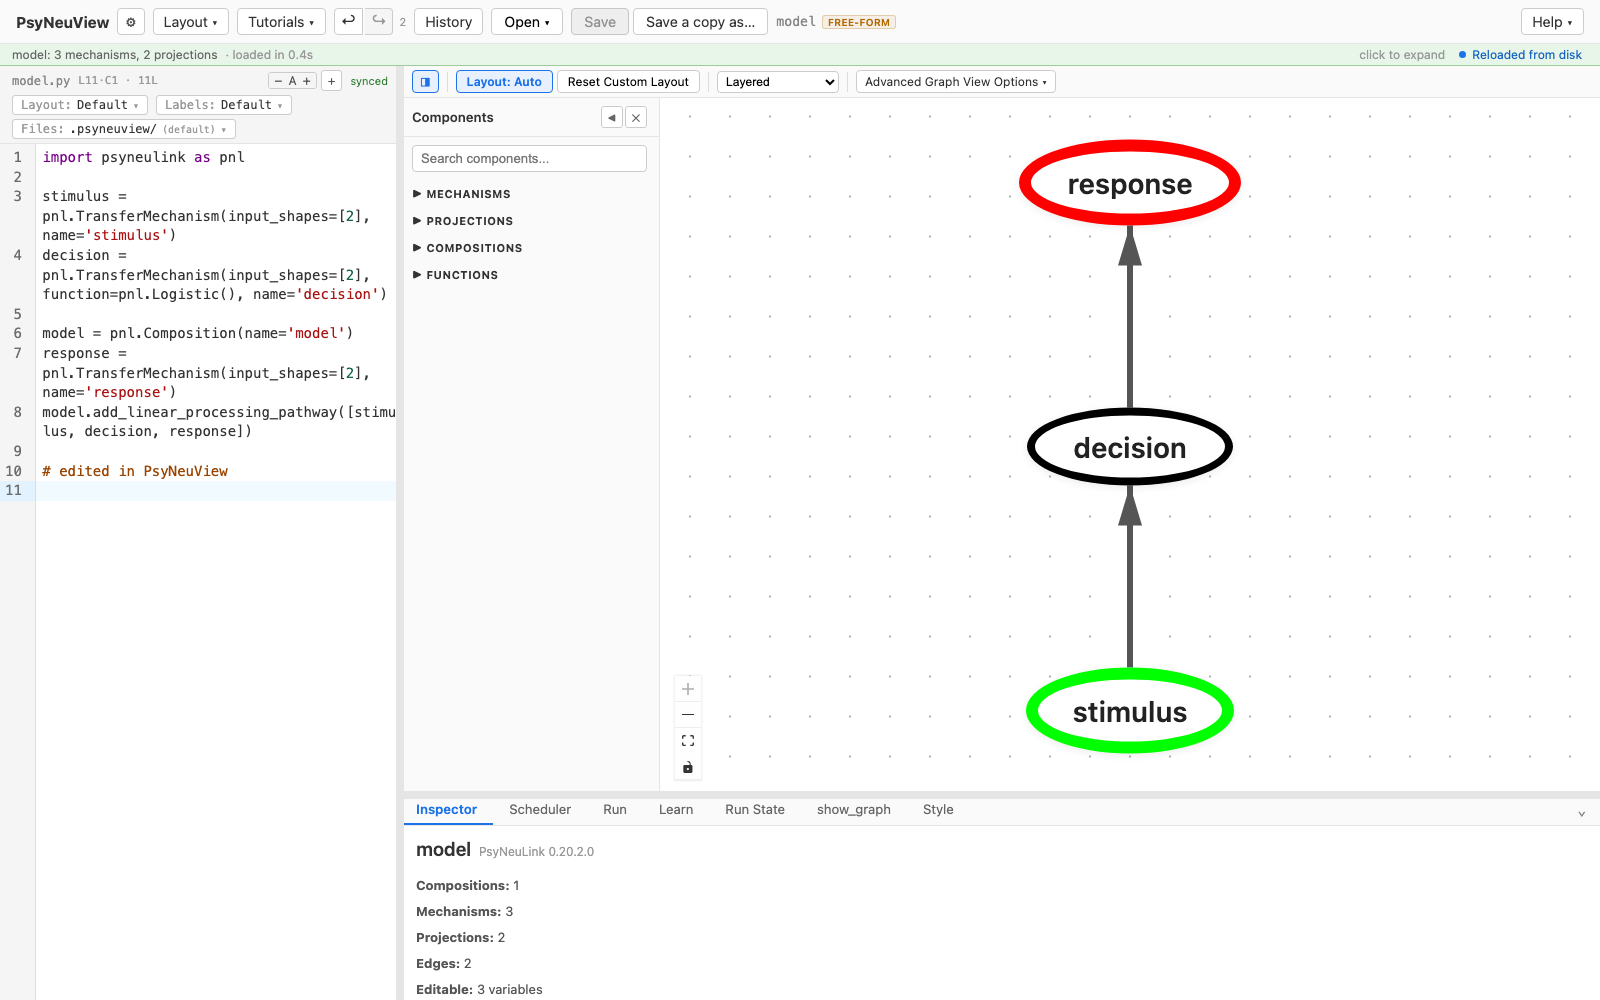 PsyNeuView
Layout ▾
Tutorials ▾
2
History
Open ▾
Save
Save a copy as...
model
FREE-FORM
Help ▾
model: 3 mechanisms, 2 projections · loaded in 0.4s
click to expand
Reloaded from disk
model.py L11:C1 · 11L
− A +
+
synced
Layout: Default ▾
Labels: Default ▾
Files: .psyneuview/ (default) ▾
1 import psyneulink as pnl
2
3 stimulus =
pnl.TransferMechanism(input_shapes=[2],
name='stimulus')
4 decision =
pnl.TransferMechanism(input_shapes=[2],
function=pnl.Logistic(), name='decision')
5
6 model = pnl.Composition(name='model')
7 response =
pnl.TransferMechanism(input_shapes=[2],
name='response')
8 model.add_linear_processing_pathway([stimu
lus, decision, response])
9
10 # edited in PsyNeuView
11
Layout: Auto
Reset Custom Layout
Layered
Advanced Graph View Options ▾
Components
Search components...
MECHANISMS
PROJECTIONS
COMPOSITIONS
FUNCTIONS
response
decision
stimulus
Inspector
Scheduler
Run
Learn
Run State
show_graph
Style
model PsyNeuLink 0.20.2.0
Compositions: 1
Mechanisms: 3
Projections: 2
Edges: 2
Editable: 3 variables